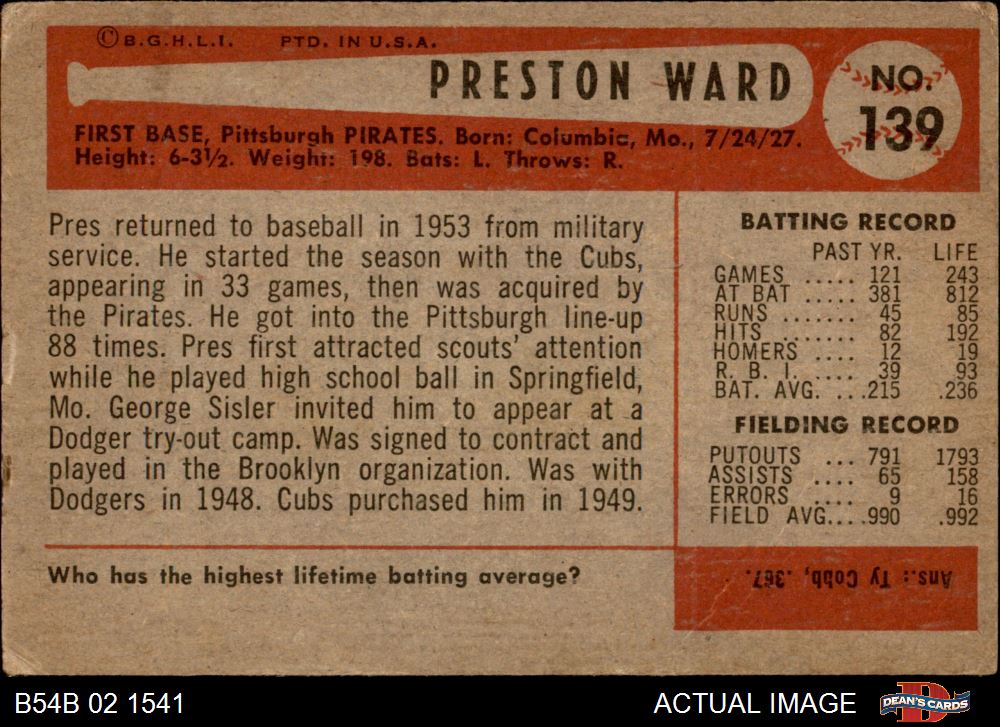 © B.G.H.L.I. PTD. IN U.S.A.
PRESTON WARD
NO.
139
FIRST BASE, Pittsburgh PIRATES. Born: Columbia, Mo., 7/24/27.
Height: 6-3½. Weight: 198. Bats: L. Throws: R.
Pres returned to baseball in 1953 from military
service. He started the season with the Cubs,
appearing in 33 games, then was acquired by
the Pirates. He got into the Pittsburgh line-up
88 times. Pres first attracted scouts' attention
while he played high school ball in Springfield,
Mo. George Sisler invited him to appear at a
Dodger try-out camp. Was signed to contract and
played in the Brooklyn organization. Was with
Dodgers in 1948. Cubs purchased him in 1949.
BATTING RECORD
PAST YR. LIFE
GAMES ..... 121 243
AT BAT ..... 381 812
RUNS ....... 45 85
HITS ........ 82 192
HOMERS .... 12 19
R. B. I. ..... 39 93
BAT. AVG. ....215 .236
FIELDING RECORD
PUTOUTS ... 791 1793
ASSISTS .... 65 158
ERRORS .... 9 16
FIELD AVG....990 .992
Who has the highest lifetime batting average?
Ans.: Ty Cobb, .367.
B54B 02 1541
ACTUAL IMAGE
DEAN'S CARDS